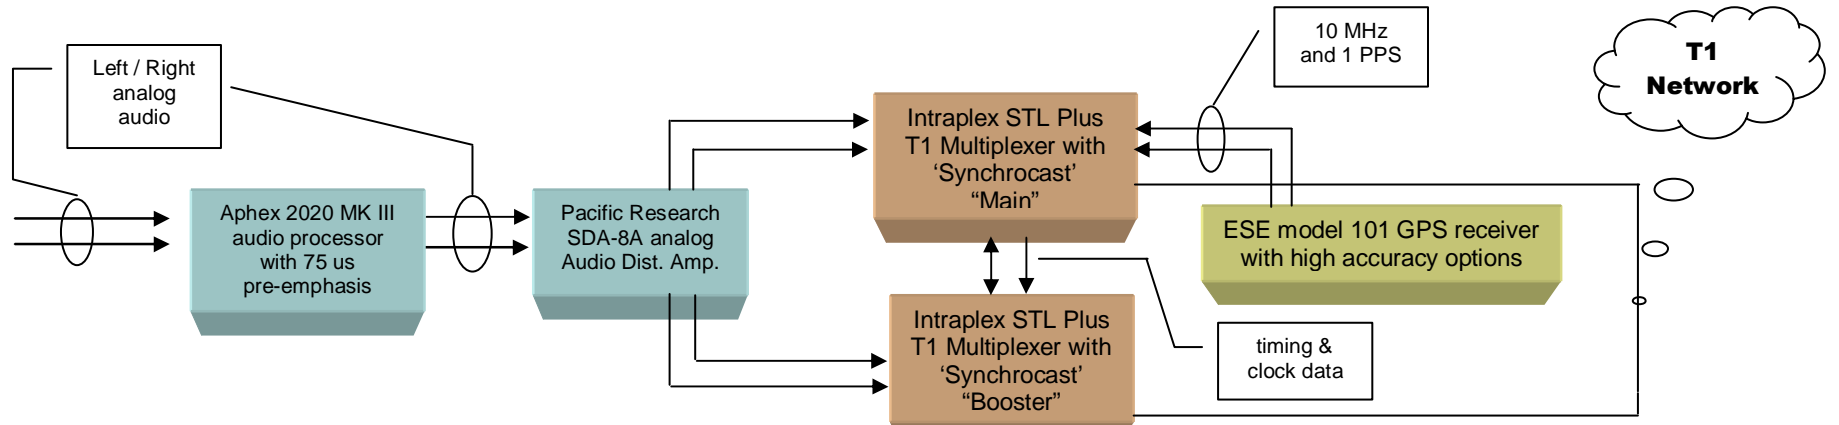 Left / Right
analog
audio
Aphex 2020 MK III
audio processor
with 75 us
pre-emphasis
Pacific Research
SDA-8A analog
Audio Dist. Amp.
Intraplex STL Plus
T1 Multiplexer with
‘Synchrocast’
“Main”
Intraplex STL Plus
T1 Multiplexer with
‘Synchrocast’
“Booster”
10 MHz
and 1 PPS
ESE model 101 GPS receiver
with high accuracy options
timing &
clock data
T1
Network